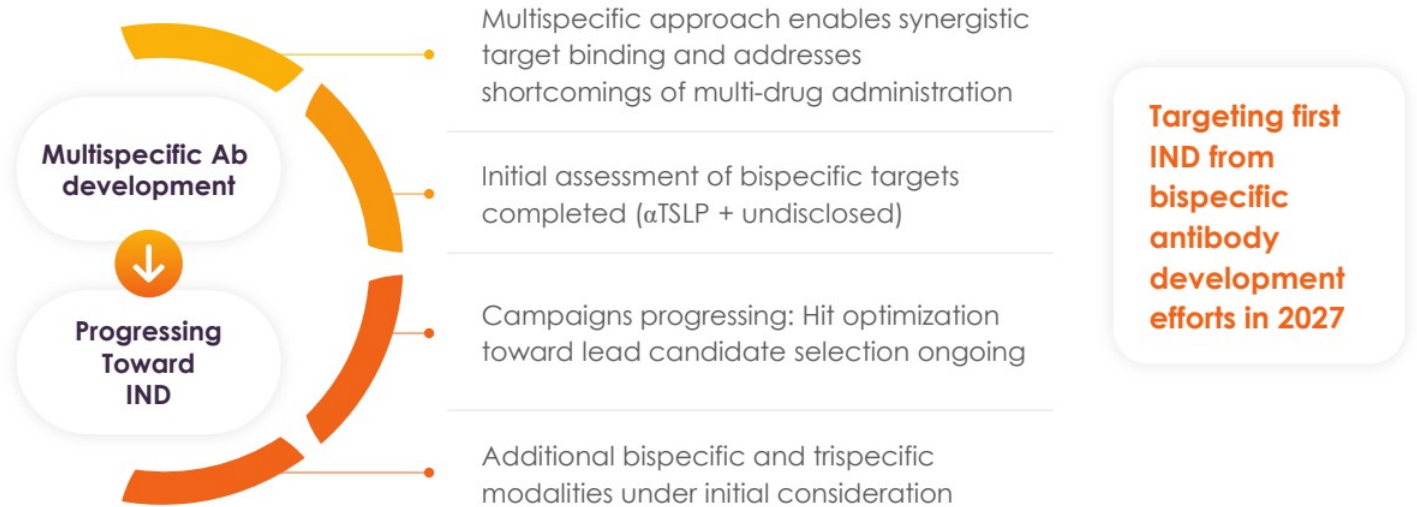 Multispecific Ab
development
Progressing
Toward
IND
Multispecific approach enables synergistic
target binding and addresses
shortcomings of multi-drug administration
Initial assessment of bispecific targets
completed (αTSLP + undisclosed)
Campaigns progressing: Hit optimization
toward lead candidate selection ongoing
Additional bispecific and trispecific
modalities under initial consideration
Targeting first
IND from
bispecific
antibody
development
efforts in 2027